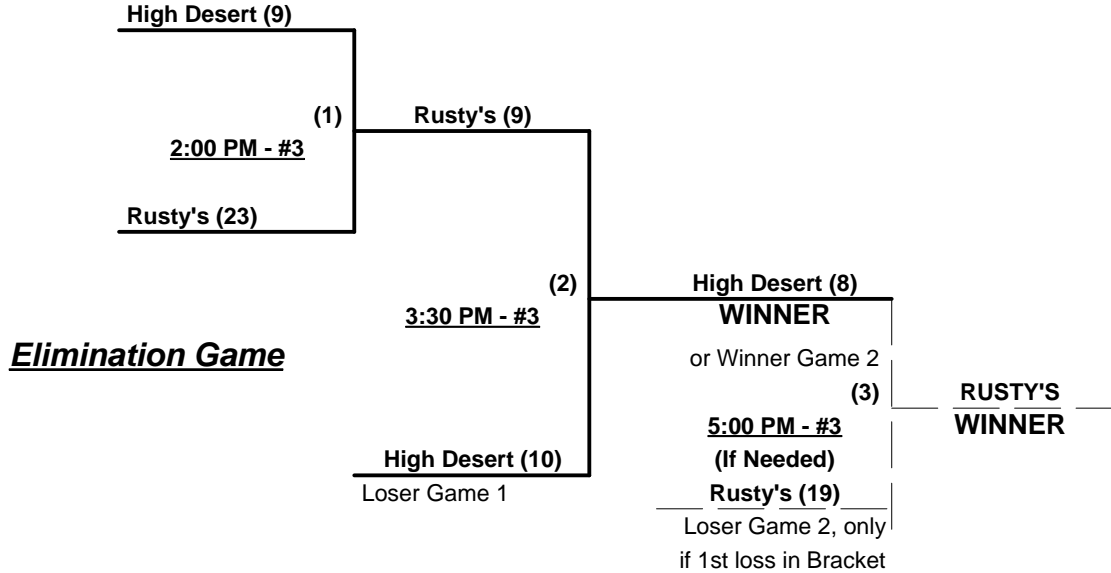 High Desert (9)
(1)
Rusty's (9)
2:00 PM - #3
Rusty's (23)
(2)
High Desert (8)
3:30 PM - #3
WINNER
Elimination Game
or Winner Game 2
(3)
RUSTY'S
5:00 PM - #3
WINNER
(If Needed)
High Desert (10)
Loser Game 1
Rusty's (19)
Loser Game 2, only
if 1st loss in Bracket